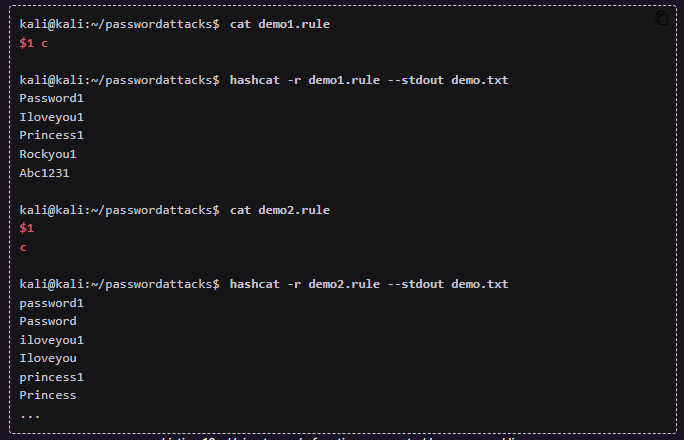 kali@kali:~/passwordattacks$ cat demo1.rule
$1 c
kali@kali:~/passwordattacks$ hashcat -r demo1.rule --stdout demo.txt
Password1
Iloveyou1
Princess1
Rockyou1
Abc1231
kali@kali:~/passwordattacks$ cat demo2.rule
$1
c
kali@kali:~/passwordattacks$ hashcat -r demo2.rule --stdout demo.txt
password1
Password
iloveyou1
Iloveyou
princess1
Princess
...